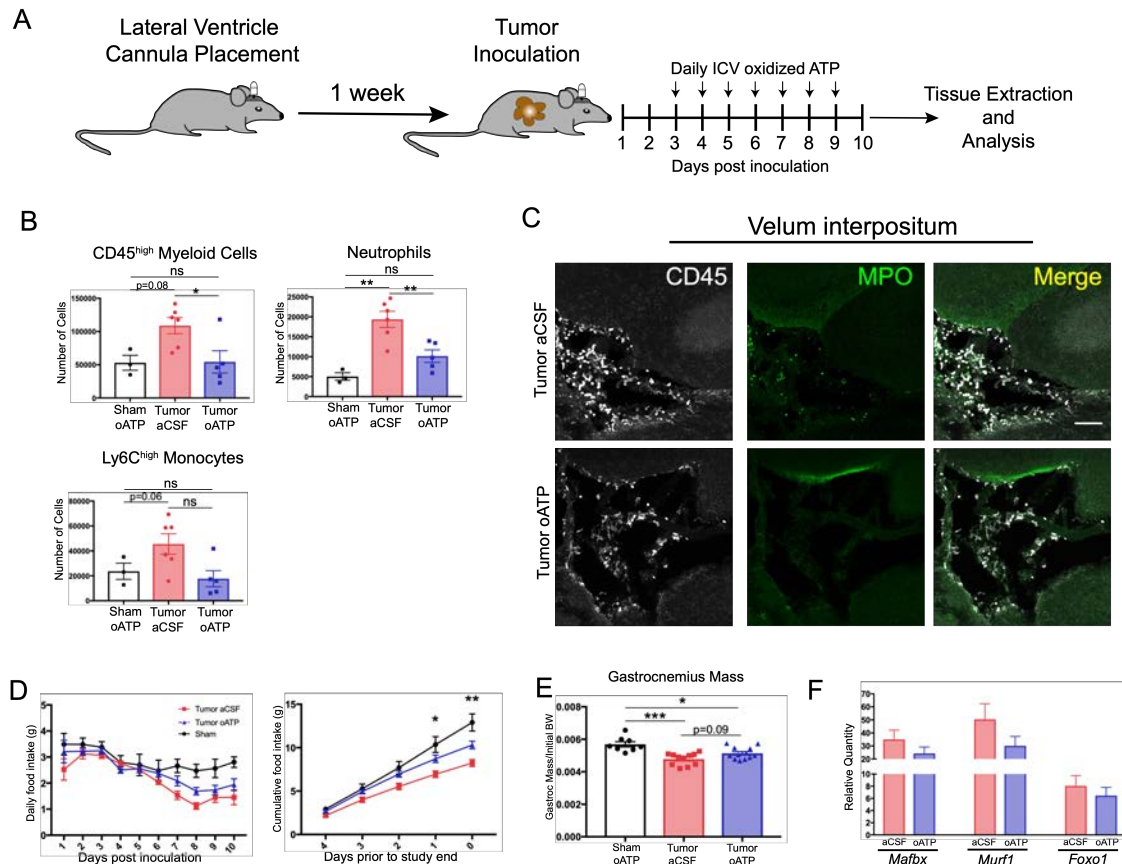 A
Lateral Ventricle
Cannula Placement
1 week
Tumor
Inoculation
Daily ICV oxidized ATP
1 2 3 4 5 6 7 8 9 10
Days post inoculation
Tissue Extraction
and
Analysis
B
CD45high Myeloid Cells
ns
p=0.08
*
Number of Cells
150000
100000
50000
0
Sham
oATP
Tumor
aCSF
Tumor
oATP
Neutrophils
ns
**
**
Number of Cells
25000
20000
15000
10000
5000
0
Sham
oATP
Tumor
aCSF
Tumor
oATP
Ly6Chigh Monocytes
ns
p=0.06
ns
Number of Cells
80000
60000
40000
20000
0
Sham
oATP
Tumor
aCSF
Tumor
oATP
C
Velum interpositum
CD45
MPO
Merge
Tumor aCSF
Tumor oATP
D
Daily food intake (g)
5
4
3
2
1
0
Tumor aCSF
Tumor oATP
Sham
1 2 3 4 5 6 7 8 9 10
Days post inoculation
Cumulative food intake (g)
15
10
5
0
*
**
4 3 2 1 0
Days prior to study end
E
Gastrocnemius Mass
*
***
p=0.09
Gastroc Mass/Initial BW
0.008
0.006
0.004
0.002
0.000
Sham
oATP
Tumor
aCSF
Tumor
oATP
F
Relative Quantity
70
60
50
40
30
20
10
5
0
aCSF oATP
aCSF oATP
aCSF oATP
Mafbx
Murf1
Foxo1